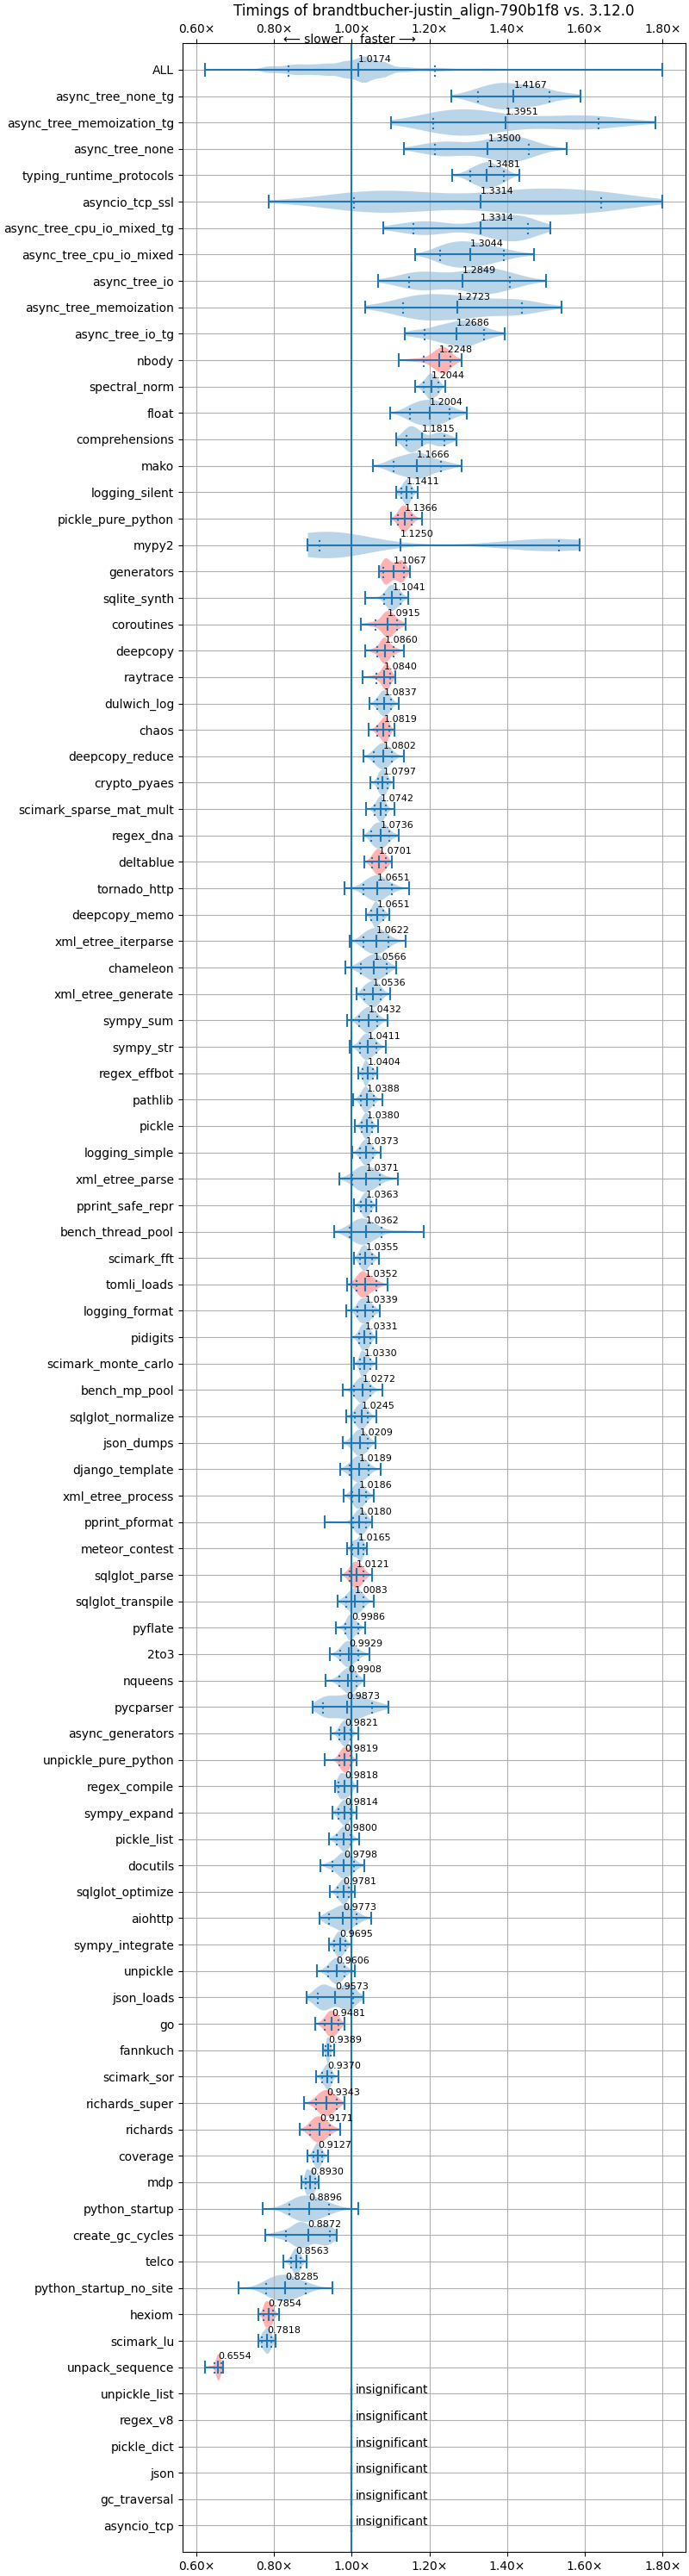 Timings of brandtbucher-justin_align-790b1f8 vs. 3.12.0
0.60× 0.80× 1.00× 1.20× 1.40× 1.60× 1.80×
⟵ slower faster ⟶
ALL 1.0174
async_tree_none_tg 1.4167
async_tree_memoization_tg 1.3951
async_tree_none 1.3500
typing_runtime_protocols 1.3481
asyncio_tcp_ssl 1.3314
async_tree_cpu_io_mixed_tg 1.3314
async_tree_cpu_io_mixed 1.3044
async_tree_io 1.2849
async_tree_memoization 1.2723
async_tree_io_tg 1.2686
nbody 1.2248
spectral_norm 1.2044
float 1.2004
comprehensions 1.1815
mako 1.1666
logging_silent 1.1411
pickle_pure_python 1.1366
mypy2 1.1250
generators 1.1067
sqlite_synth 1.1041
coroutines 1.0915
deepcopy 1.0860
raytrace 1.0840
dulwich_log 1.0837
chaos 1.0819
deepcopy_reduce 1.0802
crypto_pyaes 1.0797
scimark_sparse_mat_mult 1.0742
regex_dna 1.0736
deltablue 1.0701
tornado_http 1.0651
deepcopy_memo 1.0651
xml_etree_iterparse 1.0622
chameleon 1.0566
xml_etree_generate 1.0536
sympy_sum 1.0432
sympy_str 1.0411
regex_effbot 1.0404
pathlib 1.0388
pickle 1.0380
logging_simple 1.0373
xml_etree_parse 1.0371
pprint_safe_repr 1.0363
bench_thread_pool 1.0362
scimark_fft 1.0355
tomli_loads 1.0352
logging_format 1.0339
pidigits 1.0331
scimark_monte_carlo 1.0330
bench_mp_pool 1.0272
sqlglot_normalize 1.0245
json_dumps 1.0209
django_template 1.0189
xml_etree_process 1.0186
pprint_pformat 1.0180
meteor_contest 1.0165
sqlglot_parse 1.0121
sqlglot_transpile 1.0083
pyflate 0.9986
2to3 0.9929
nqueens 0.9908
pycparser 0.9873
async_generators 0.9821
unpickle_pure_python 0.9819
regex_compile 0.9818
sympy_expand 0.9814
pickle_list 0.9800
docutils 0.9798
sqlglot_optimize 0.9781
aiohttp 0.9773
sympy_integrate 0.9695
unpickle 0.9606
json_loads 0.9573
go 0.9481
fannkuch 0.9389
scimark_sor 0.9370
richards_super 0.9343
richards 0.9171
coverage 0.9127
mdp 0.8930
python_startup 0.8896
create_gc_cycles 0.8872
telco 0.8563
python_startup_no_site 0.8285
hexiom 0.7854
scimark_lu 0.7818
unpack_sequence 0.6554
unpickle_list insignificant
regex_v8 insignificant
pickle_dict insignificant
json insignificant
gc_traversal insignificant
asyncio_tcp insignificant
0.60× 0.80× 1.00× 1.20× 1.40× 1.60× 1.80×